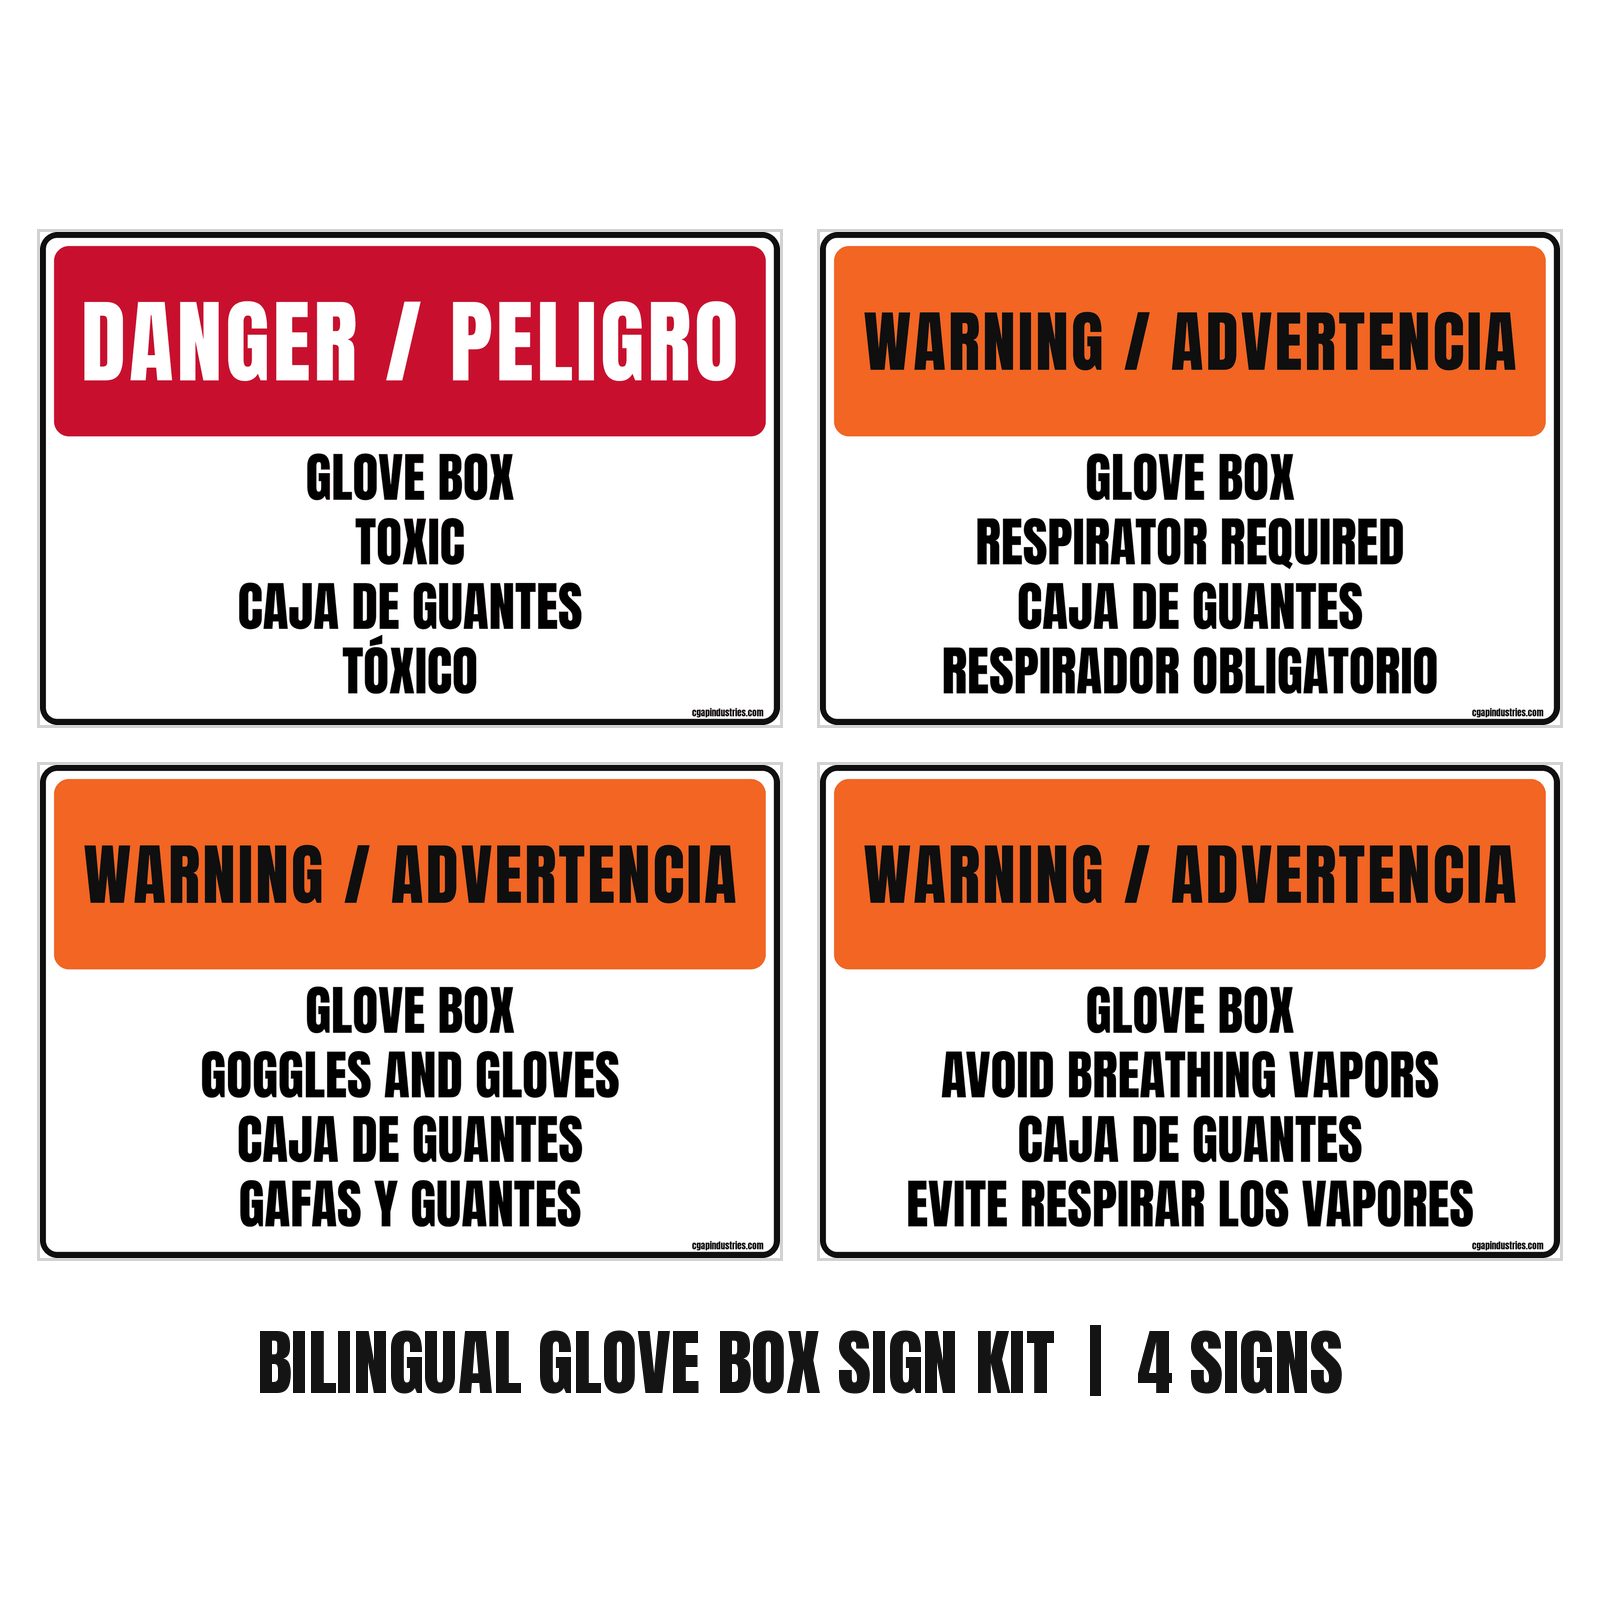 DANGER / PELIGRO
GLOVE BOX
TOXIC
CAJA DE GUANTES
TÓXICO
cgapindustries.com
WARNING / ADVERTENCIA
GLOVE BOX
RESPIRATOR REQUIRED
CAJA DE GUANTES
RESPIRADOR OBLIGATORIO
cgapindustries.com
WARNING / ADVERTENCIA
GLOVE BOX
GOGGLES AND GLOVES
CAJA DE GUANTES
GAFAS Y GUANTES
cgapindustries.com
WARNING / ADVERTENCIA
GLOVE BOX
AVOID BREATHING VAPORS
CAJA DE GUANTES
EVITE RESPIRAR LOS VAPORES
cgapindustries.com
BILINGUAL GLOVE BOX SIGN KIT | 4 SIGNS